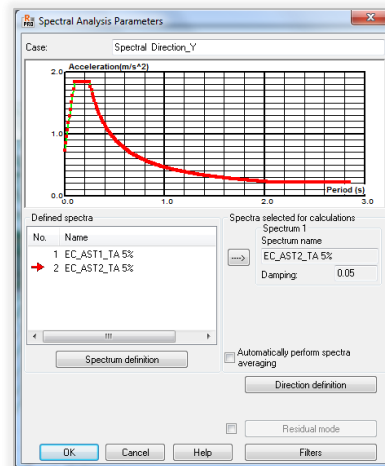 Spectral Analysis Parameters
Case: Spectral Direction_Y
Acceleration(m/s^2)
2.0
1.0
0.0
0.0 1.0 2.0 3.0
Period (s)
Defined spectra
No. Name
1 EC_AST1_TA 5%
2 EC_AST2_TA 5%
Spectrum definition
Spectra selected for calculations
Spectrum 1
Spectrum name
---->
EC_AST2_TA 5%
Damping: 0.05
Automatically perform spectra
averaging
Direction definition
Residual mode
OK Cancel Help Filters